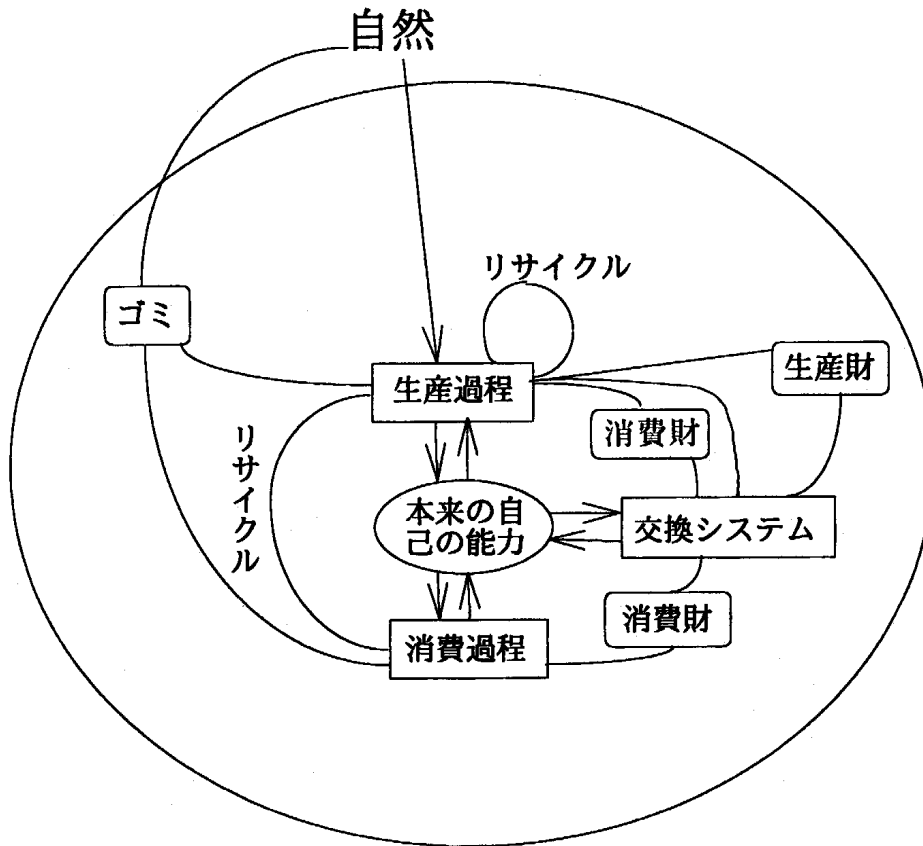 自然
リサイクル
ゴミ
生産財
生産過程
消費財
リサイクル
本来の自
己の能力
交換システム
消費財
消費過程